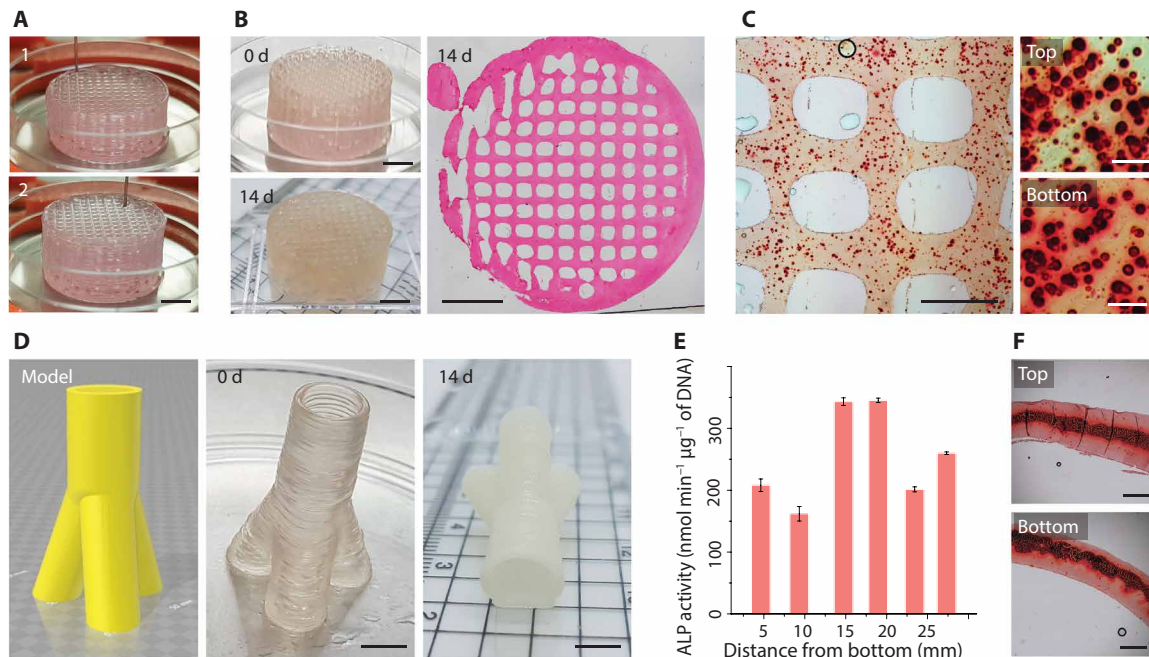 A
B
C
1
0 d
14 d
Top
2
14 d
Bottom
D
E
F
Model
0 d
14 d
ALP activity (nmol min⁻¹ µg⁻¹ of DNA)
300
200
100
0
5 10 15 20 25
Distance from bottom (mm)
Top
Bottom